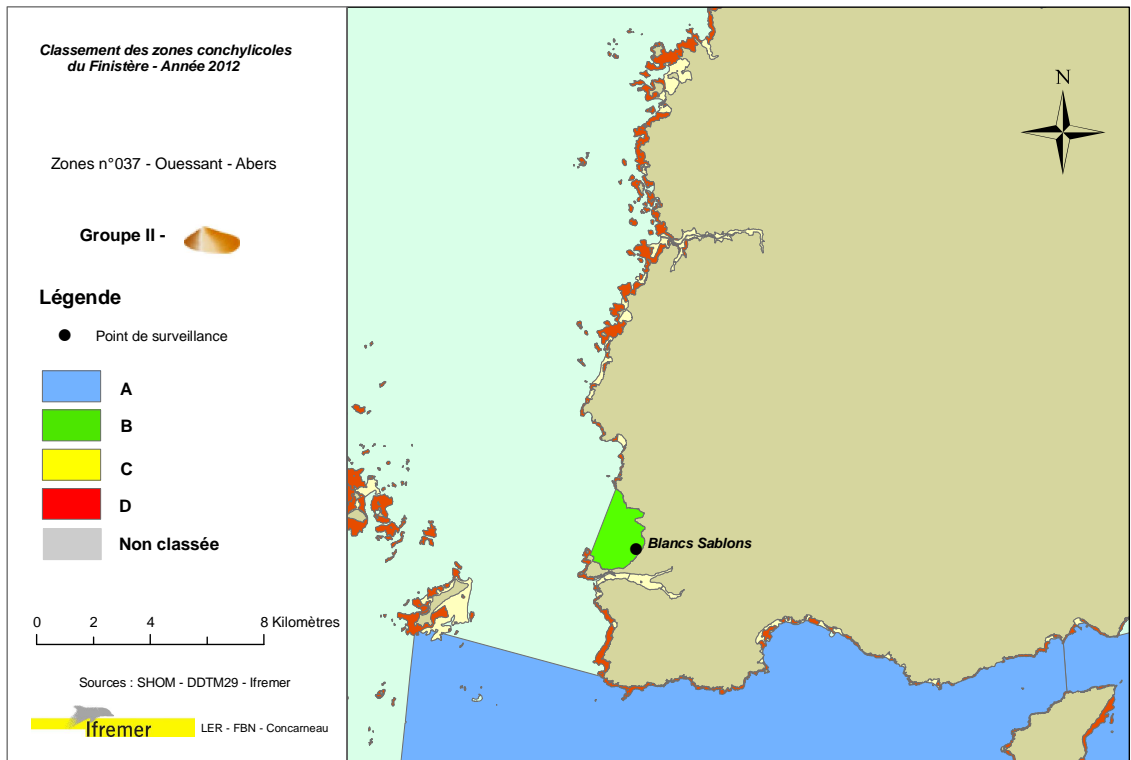 Classement des zones conchylicoles
du Finistère - Année 2012
Zones n°037 - Ouessant - Abers
Groupe II -
Légende
Point de surveillance
A
B
C
D
Non classée
0 2 4 8 Kilomètres
Sources : SHOM - DDTM29 - Ifremer
Ifremer
LER - FBN - Concarneau
N
Blancs Sablons